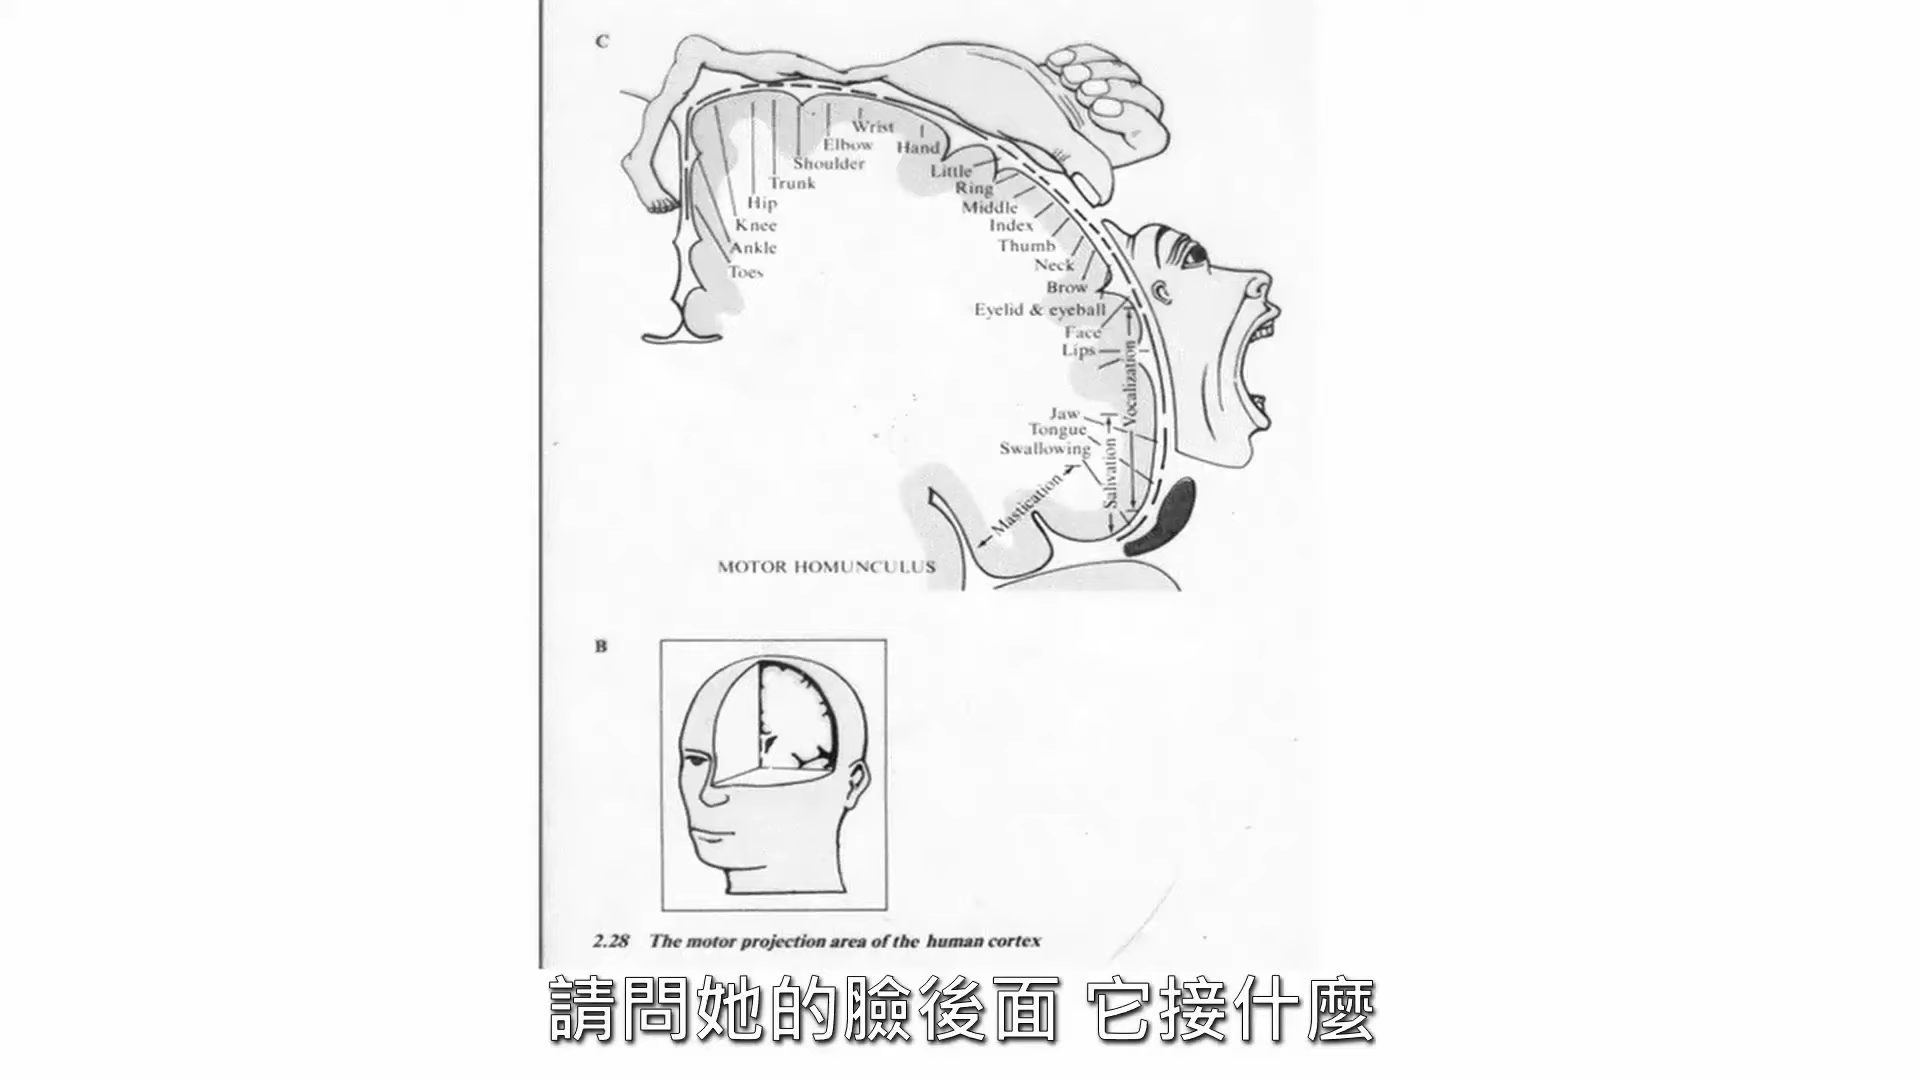 C
Wrist
Elbow
Hand
Shoulder
Little
Trunk
Ring
Hip
Middle
Knee
Index
Ankle
Thumb
Toes
Neck
Brow
Eyelid & eyeball
Face
Lips
Vocalization
Jaw
Tongue
Swallowing
Salivation
Mastication
MOTOR HOMUNCULUS
B
2.28 The motor projection area of the human cortex
請問她的臉後面 它接什麼